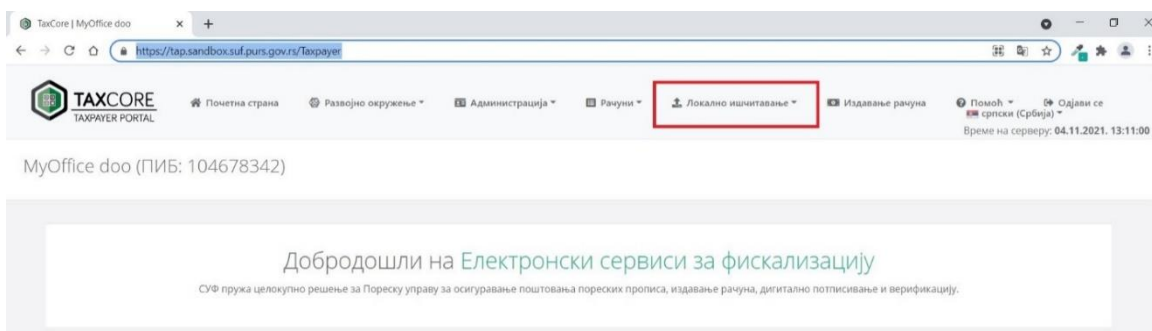 TaxCore | MyOffice doo
https://tap.sandbox.suf.purs.gov.rs/Taxpayer
TAXCORE
TAXPAYER PORTAL
Почетна страна
Развојно окружење
Администрација
Рачуни
Локално ишчитавање
Издавање рачуна
Помоћ
Одјави се
српски (Србија)
Време на серверу: 04.11.2021. 13:11:00
MyOffice doo (ПИБ: 104678342)
Добродошли на Електронски сервиси за фискализацију
СУФ пружа целокупно решење за Пореску управу за осигуравање поштовања пореских прописа, издавање рачуна, дигитално потписивање и верификацију.